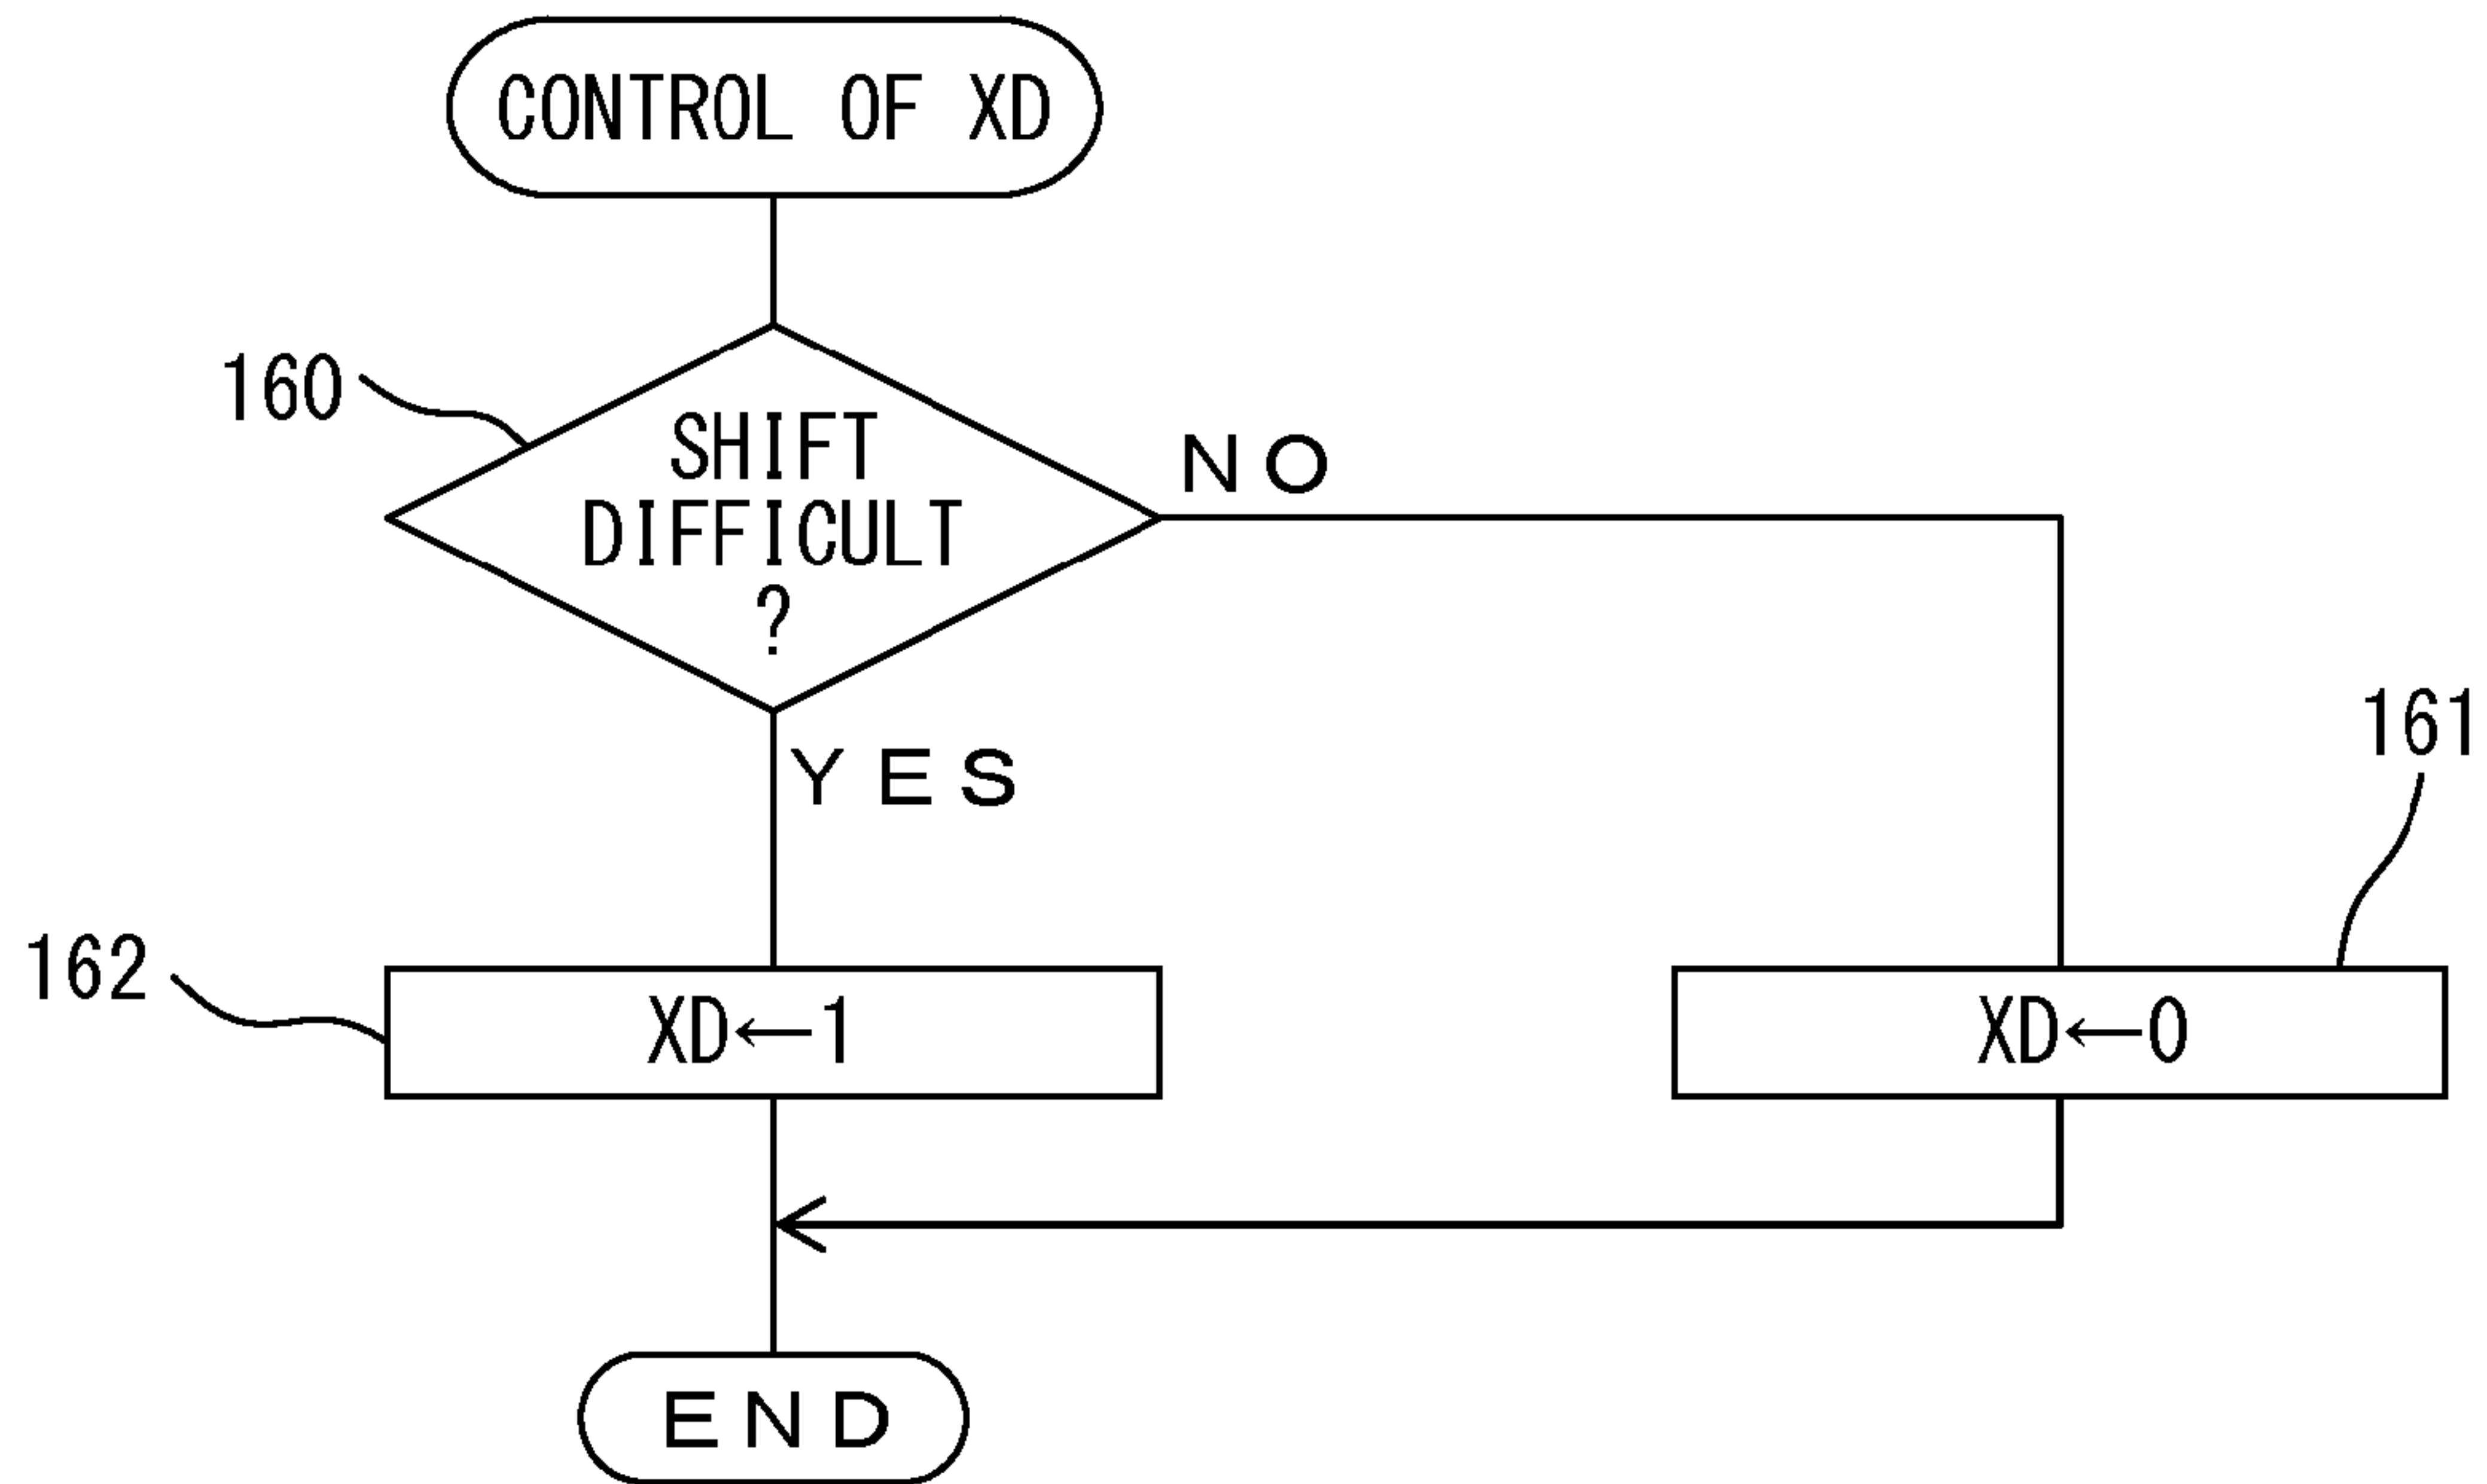 CONTROL OF XD
160
SHIFT
DIFFICULT
?
NO
YES
161
162
XD←1
XD←0
END